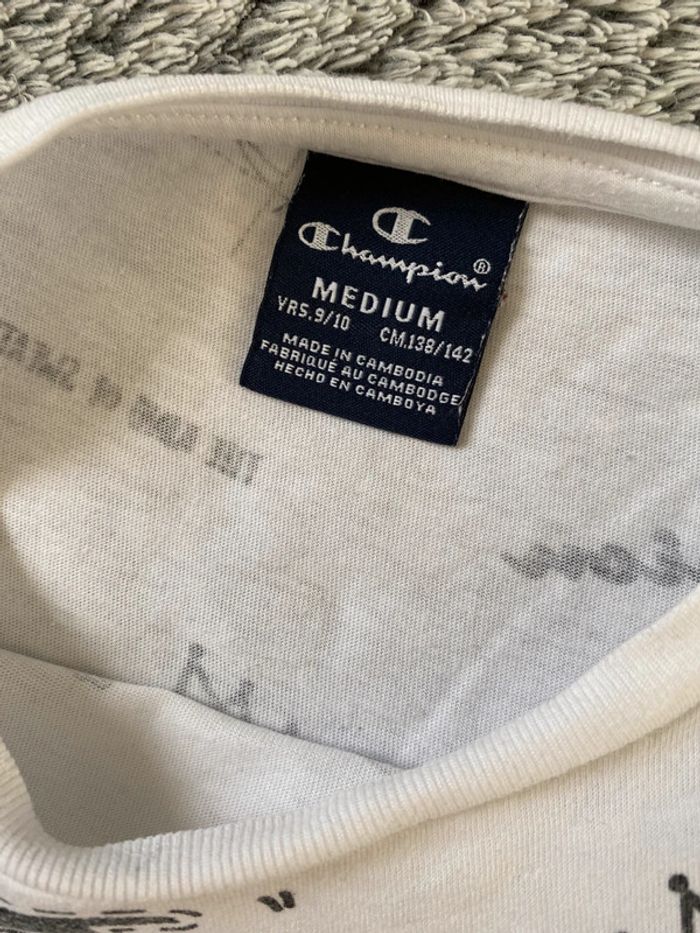 Champion®
MEDIUM
YRS.9/10 CM.138/142
MADE IN CAMBODIA
FABRIQUÉ AU CAMBODGE
HECHO EN CAMBOYA